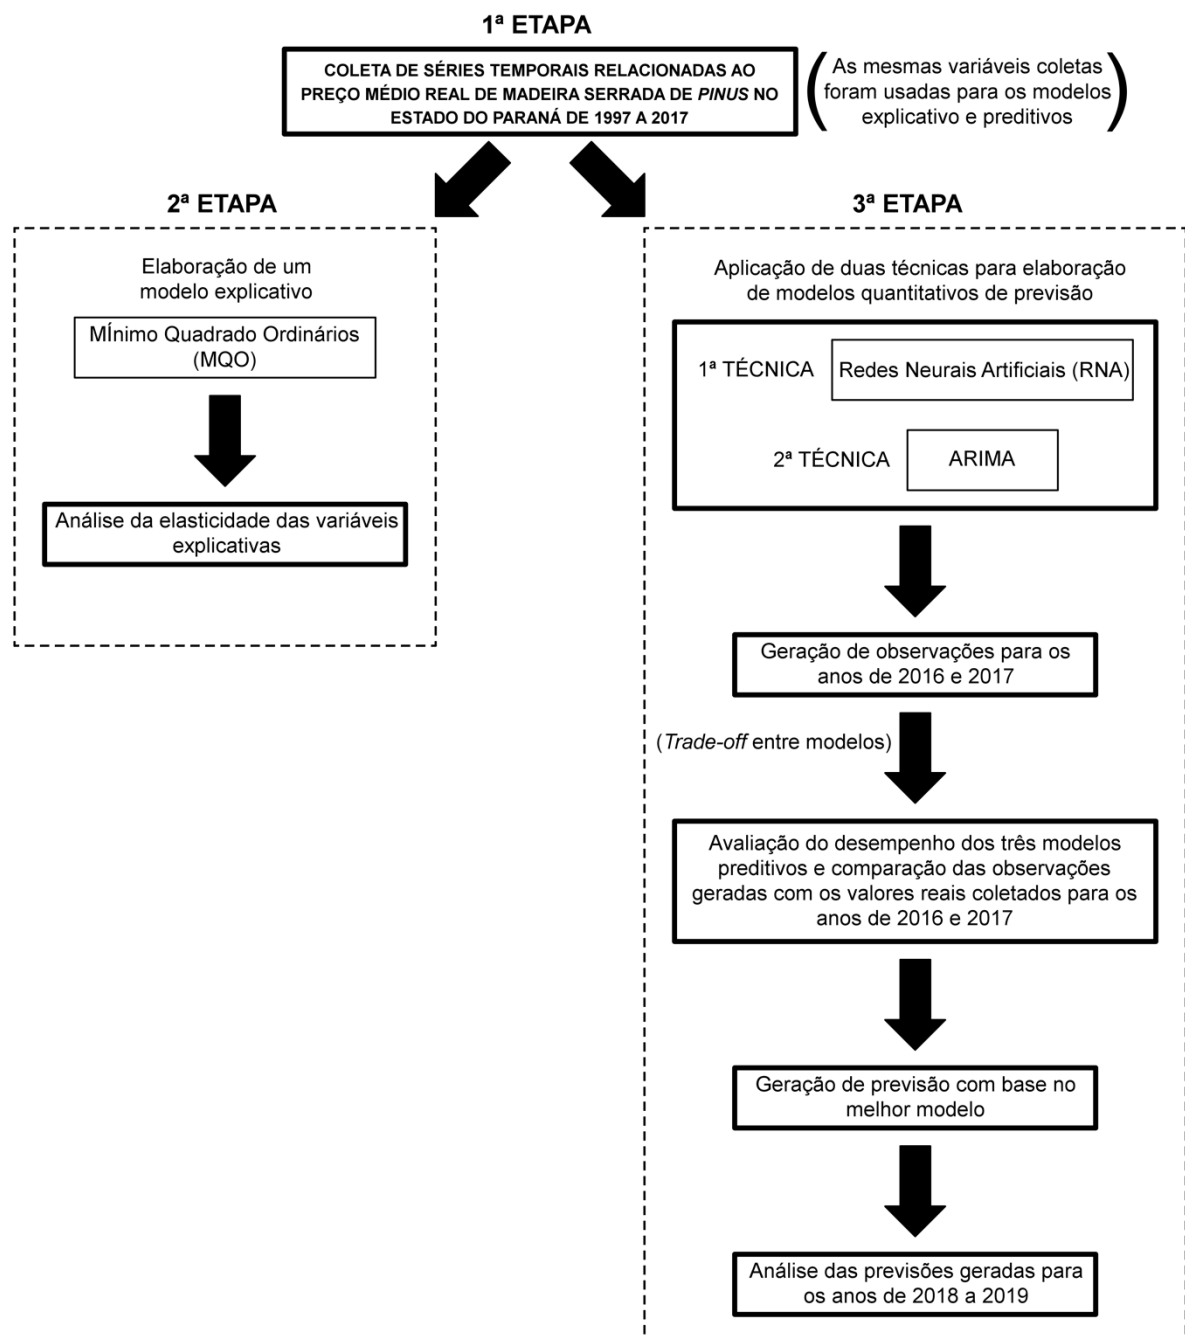 1ª ETAPA
COLETA DE SÉRIES TEMPORAIS RELACIONADAS AO
PREÇO MÉDIO REAL DE MADEIRA SERRADA DE PINUS NO
ESTADO DO PARANÁ DE 1997 A 2017
(As mesmas variáveis coletas
foram usadas para os modelos
explicativo e preditivos)
2ª ETAPA
Elaboração de um
modelo explicativo
MÍnimo Quadrado Ordinários
(MQO)
Análise da elasticidade das variáveis
explicativas
3ª ETAPA
Aplicação de duas técnicas para elaboração
de modelos quantitativos de previsão
1ª TÉCNICA Redes Neurais Artificiais (RNA)
2ª TÉCNICA ARIMA
Geração de observações para os
anos de 2016 e 2017
(Trade-off entre modelos)
Avaliação do desempenho dos três modelos
preditivos e comparação das observações
geradas com os valores reais coletados para os
anos de 2016 e 2017
Geração de previsão com base no
melhor modelo
Análise das previsões geradas para
os anos de 2018 a 2019